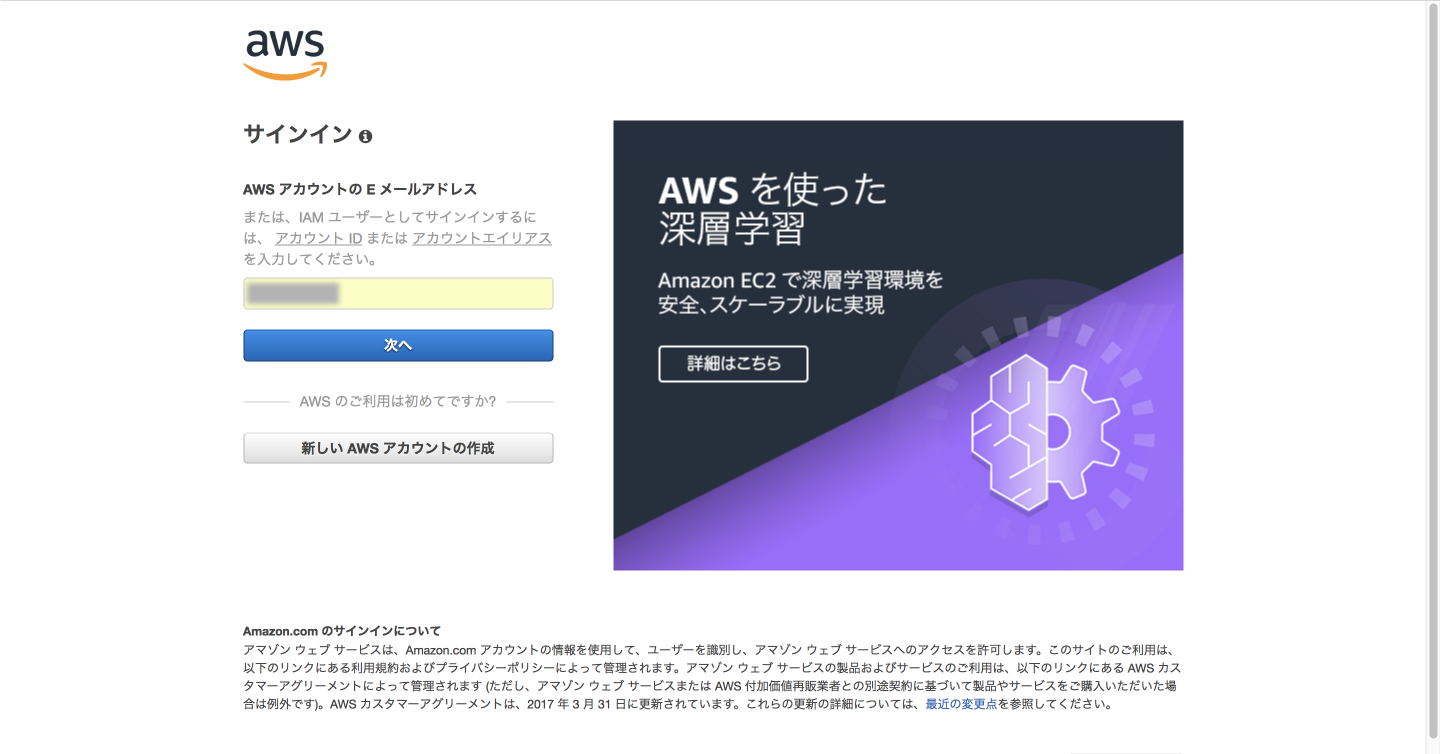 aws
サインイン
AWS アカウントの E メールアドレス
または、IAM ユーザーとしてサインインするに
は、 アカウント ID または アカウントエイリアス
を入力してください。
次へ
AWS のご利用は初めてですか?
新しい AWS アカウントの作成
AWS を使った
深層学習
Amazon EC2 で深層学習環境を
安全、スケーラブルに実現
詳細はこちら
Amazon.com のサインインについて
アマゾン ウェブ サービスは、Amazon.com アカウントの情報を使用して、ユーザーを識別し、アマゾン ウェブ サービスへのアクセスを許可します。このサイトのご利用は、
以下のリンクにある利用規約およびプライバシーポリシーによって管理されます。アマゾン ウェブ サービスの製品およびサービスのご利用は、以下のリンクにある AWS カス
タマーアグリーメントによって管理されます (ただし、アマゾン ウェブ サービスまたは AWS 付加価値再販業者との別途契約に基づいて製品やサービスをご購入いただいた場
合は例外です)。AWS カスタマーアグリーメントは、2017 年 3 月 31 日に更新されています。これらの更新の詳細については、最近の変更点を参照してください。